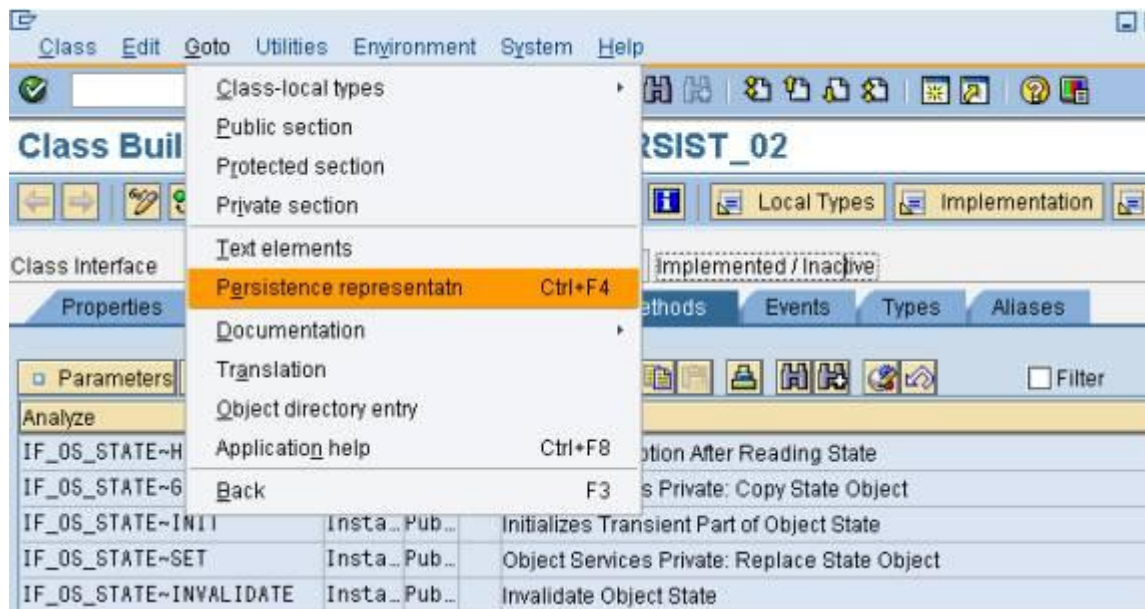 Class Edit Goto Utilities Environment System Help
Class-local types
Public section
Class Buil RSIST_02
Protected section
Private section
Local Types Implementation
Text elements
Class Interface Implemented / Inactive
Persistence representatn Ctrl+F4
Properties ethods Events Types Aliases
Documentation
Translation
Parameters Filter
Object directory entry
Analyze
Application help Ctrl+F8
IF_OS_STATE~H ption After Reading State
Back F3
IF_OS_STATE~G s Private: Copy State Object
IF_OS_STATE~INIT Insta... Pub... Initializes Transient Part of Object State
IF_OS_STATE~SET Insta... Pub... Object Services Private: Replace State Object
IF_OS_STATE~INVALIDATE Insta... Pub... Invalidate Object State